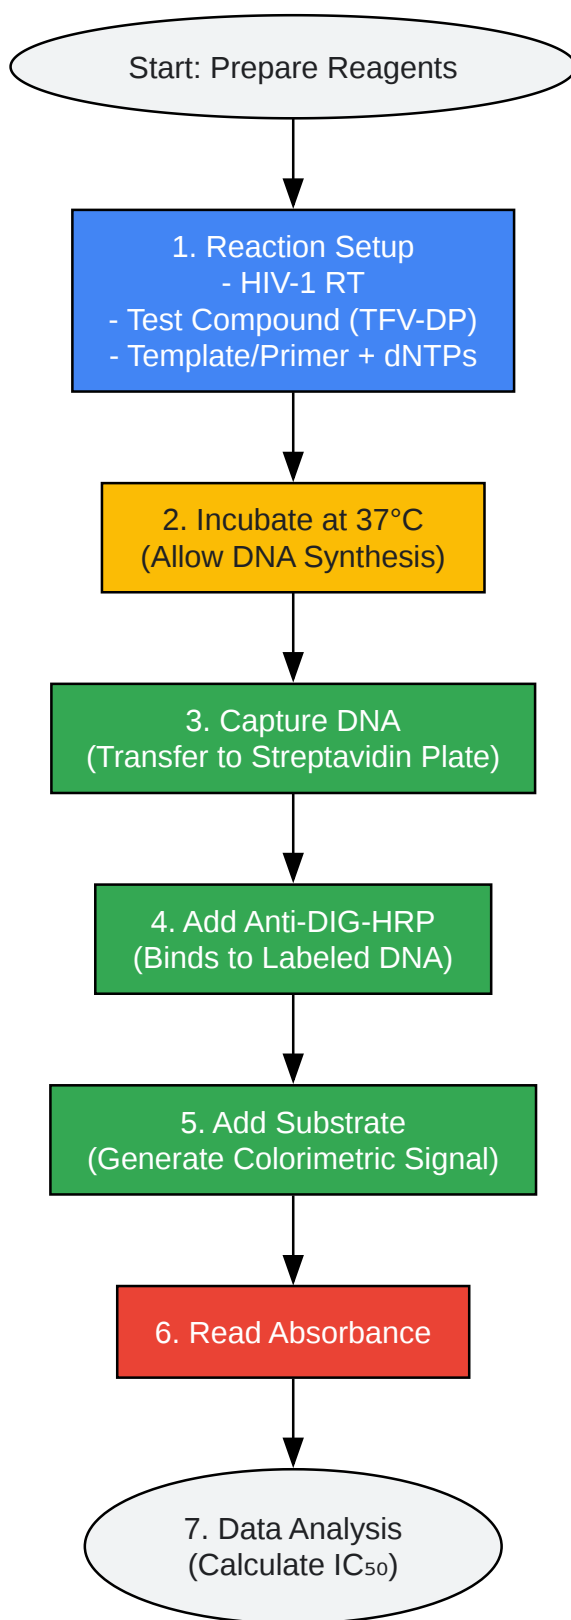 Start: Prepare Reagents
1. Reaction Setup
- HIV-1 RT
- Test Compound (TFV-DP)
- Template/Primer + dNTPs
2. Incubate at 37°C
(Allow DNA Synthesis)
3. Capture DNA
(Transfer to Streptavidin Plate)
4. Add Anti-DIG-HRP
(Binds to Labeled DNA)
5. Add Substrate
(Generate Colorimetric Signal)
6. Read Absorbance
7. Data Analysis
(Calculate IC₅₀)